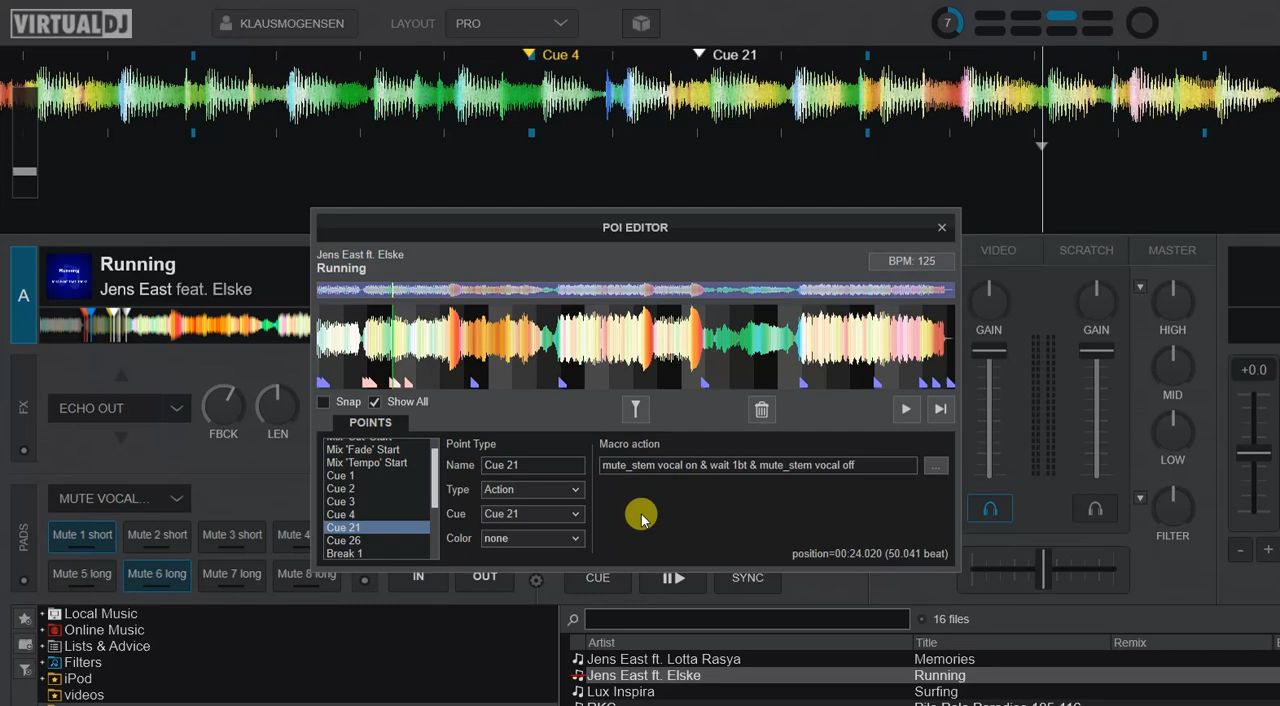 VIRTUALDJ
KLAUSMOGENSEN
LAYOUT
PRO
7
Cue 4
Cue 21
A
Running
Jens East feat. Elske
FX
ECHO OUT
FBCK
LEN
PADS
MUTE VOCAL...
Mute 1 short
Mute 2 short
Mute 3 short
Mute 4
Mute 5 long
Mute 6 long
Mute 7 long
Mute 8 long
POI EDITOR
Jens East ft. Elske
Running
BPM: 125
Snap
Show All
POINTS
Mix 'Cut' Start
Mix 'Fade' Start
Mix 'Tempo' Start
Cue 1
Cue 2
Cue 3
Cue 4
Cue 21
Cue 26
Break 1
Point Type
Name
Cue 21
Type
Action
Cue
Cue 21
Color
none
Macro action
mute_stem vocal on & wait 1bt & mute_stem vocal off
...
position=00:24.020 (50.041 beat)
IN
OUT
CUE
SYNC
VIDEO
SCRATCH
MASTER
GAIN
GAIN
HIGH
MID
LOW
FILTER
+0.0
-
+
Local Music
Online Music
Lists & Advice
Filters
iPod
videos
16 files
Artist
Title
Remix
Jens East ft. Lotta Rasya
Memories
Jens East ft. Elske
Running
Lux Inspira
Surfing